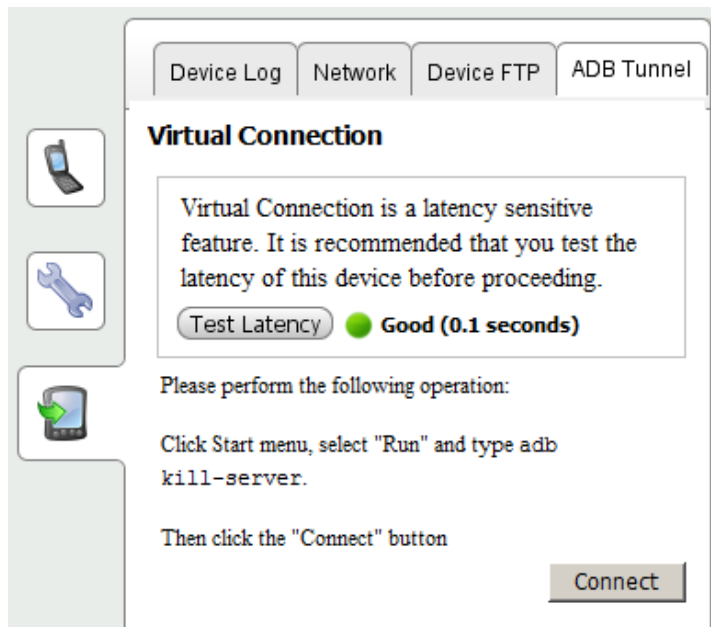 Device Log Network Device FTP ADB Tunnel
Virtual Connection
Virtual Connection is a latency sensitive
feature. It is recommended that you test the
latency of this device before proceeding.
Test Latency Good (0.1 seconds)
Please perform the following operation:
Click Start menu, select "Run" and type adb
kill-server.
Then click the "Connect" button
Connect